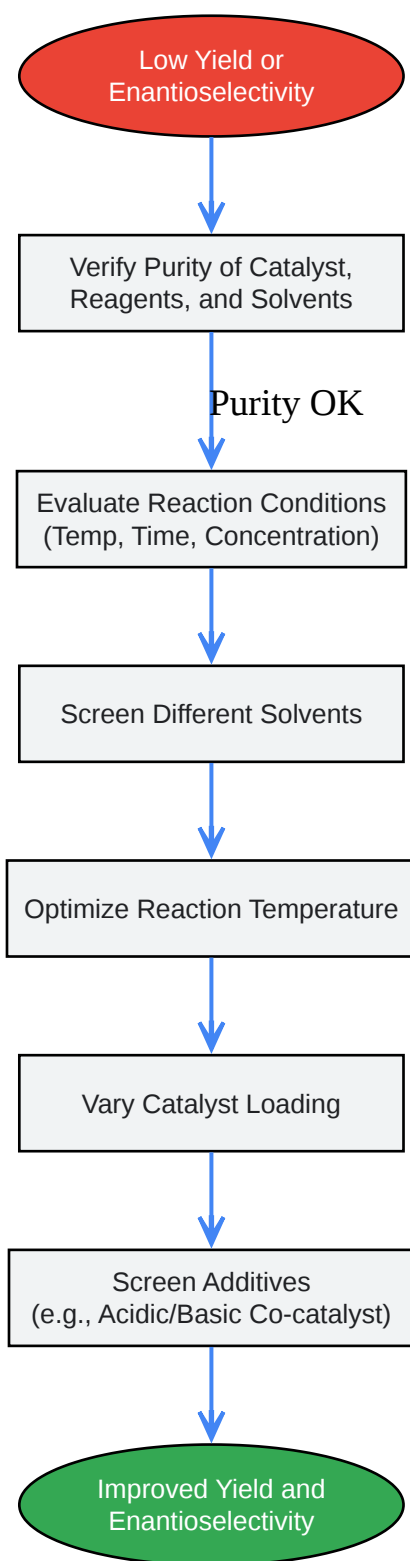 Low Yield or
Enantioselectivity
Verify Purity of Catalyst,
Reagents, and Solvents
Purity OK
Evaluate Reaction Conditions
(Temp, Time, Concentration)
Screen Different Solvents
Optimize Reaction Temperature
Vary Catalyst Loading
Screen Additives
(e.g., Acidic/Basic Co-catalyst)
Improved Yield and
Enantioselectivity